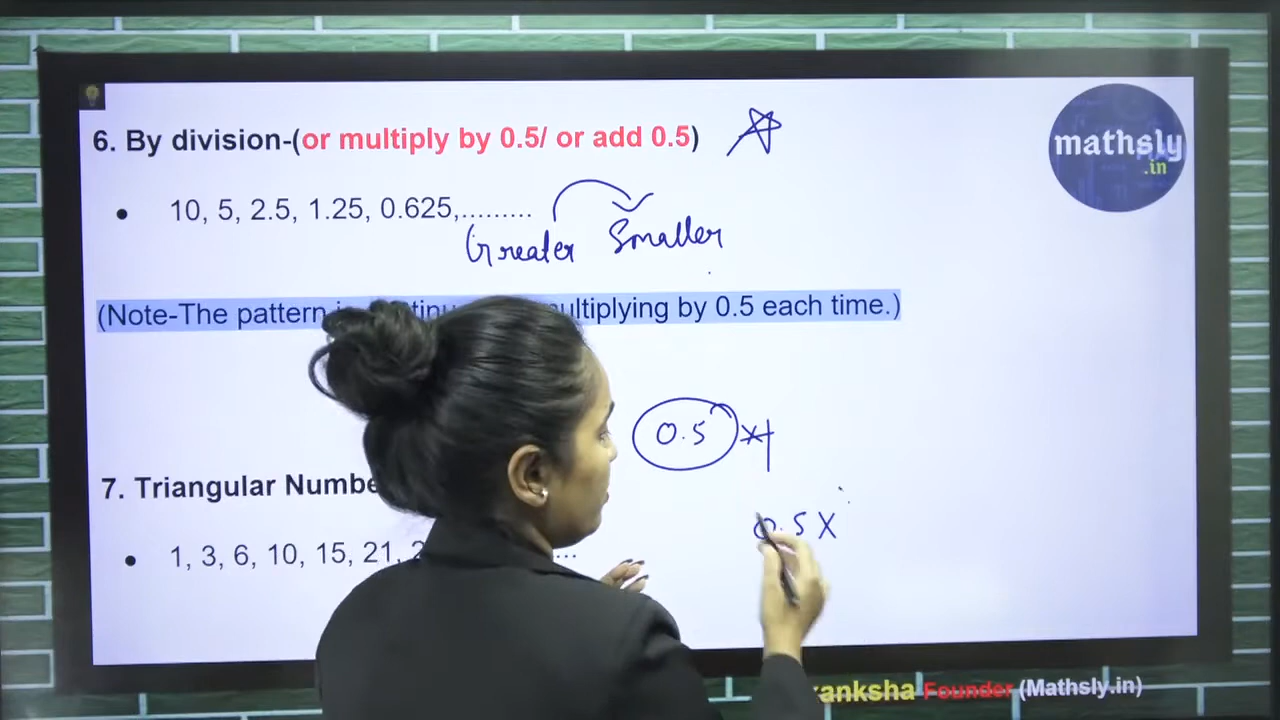 6. By division-(or multiply by 0.5/ or add 0.5)
mathsly
.in
10, 5, 2.5, 1.25, 0.625,.........
Greater Smaller
(Note-The pattern multiplying by 0.5 each time.)
0.5
0.5 X
7. Triangular
1, 3, 6, 10, 15, 21,
Founder (Mathsly.in)